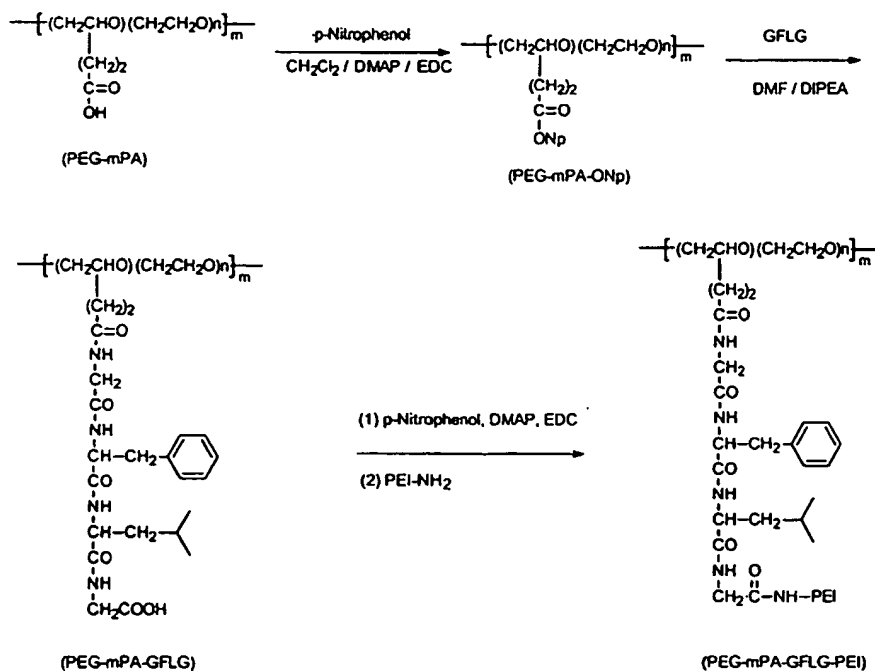 {(CH₂CHO)(CH₂CH₂O)n}m
(CH₂)₂
C=O
OH
(PEG-mPA)
-p-Nitrophenol
CH₂Cl₂ / DMAP / EDC
{(CH₂CHO)(CH₂CH₂O)n}m
(CH₂)₂
C=O
ONp
(PEG-mPA-ONp)
GFLG
DMF / DIPEA
{(CH₂CHO)(CH₂CH₂O)n}m
(CH₂)₂
C=O
NH
CH₂
CO
NH
CH-CH₂
CO
NH
CH-CH₂
CO
NH
CH₂COOH
(PEG-mPA-GFLG)
(1) p-Nitrophenol, DMAP, EDC
(2) PEI-NH₂
{(CH₂CHO)(CH₂CH₂O)n}m
(CH₂)₂
C=O
NH
CH₂
CO
NH
CH-CH₂
CO
NH
CH-CH₂
CO
NH O
CH₂-C-NH-PEI
(PEG-mPA-GFLG-PEI)